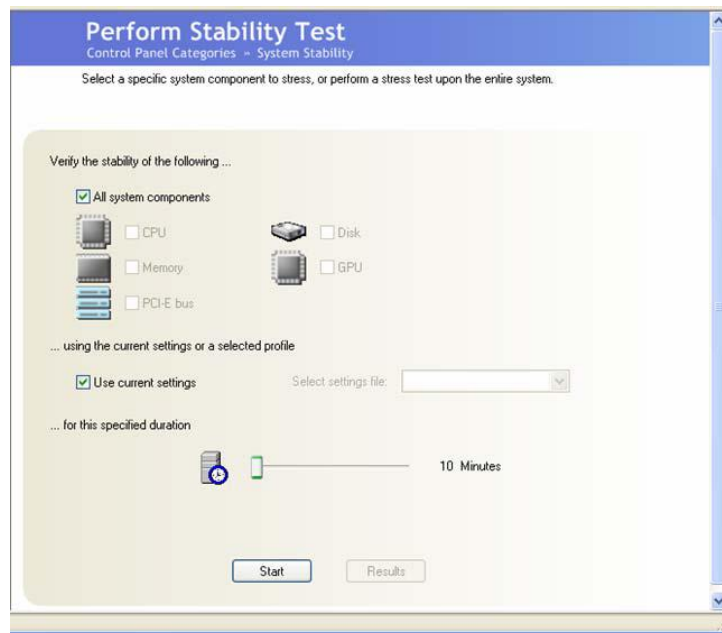 Perform Stability Test
Control Panel Categories » System Stability
Select a specific system component to stress, or perform a stress test upon the entire system.
Verify the stability of the following ...
All system components
CPU
Disk
Memory
GPU
PCI-E bus
... using the current settings or a selected profile
Use current settings
Select settings file:
... for this specified duration
10 Minutes
Start
Results